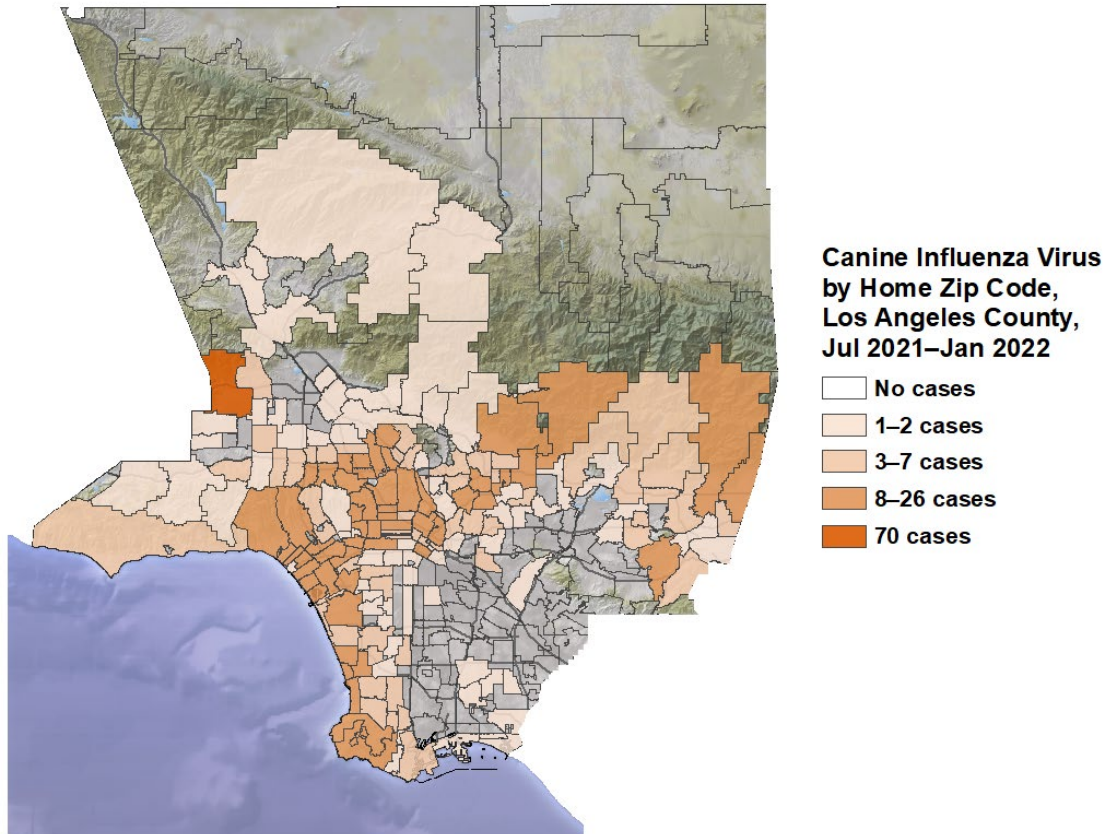 Canine Influenza Virus
by Home Zip Code,
Los Angeles County,
Jul 2021–Jan 2022
No cases
1–2 cases
3–7 cases
8–26 cases
70 cases